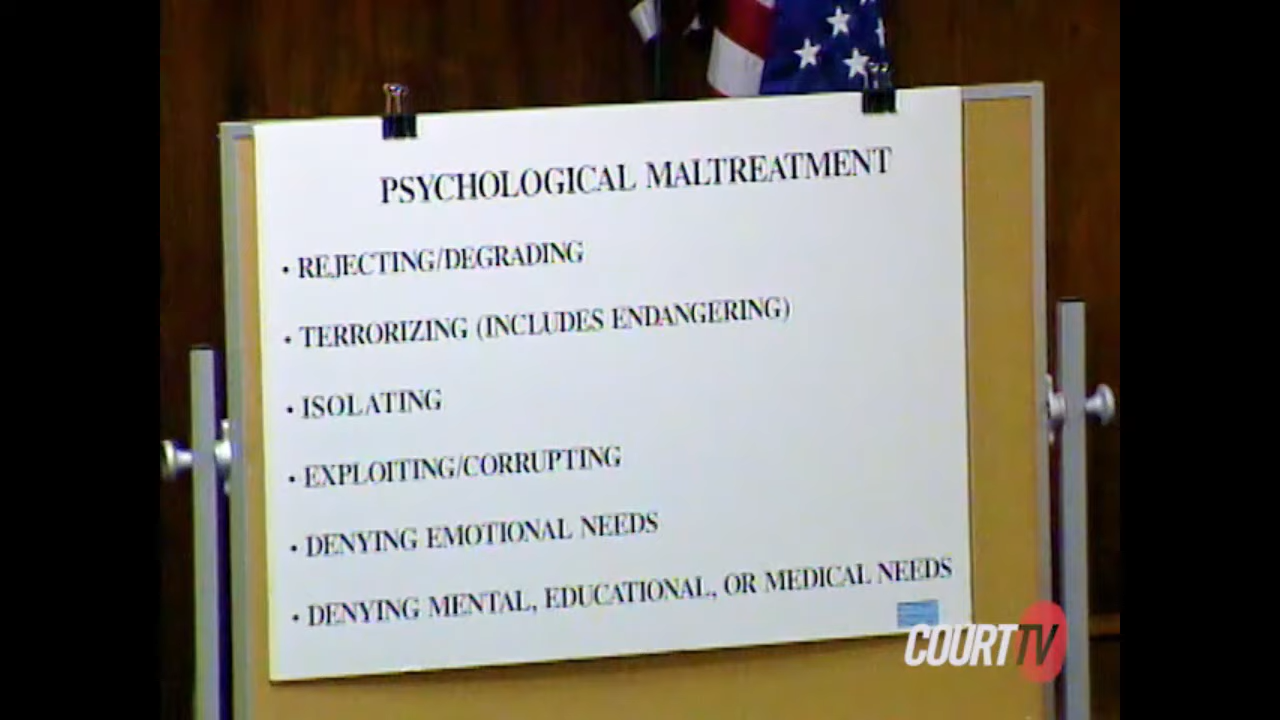 PSYCHOLOGICAL MALTREATMENT
• REJECTING/DEGRADING
• TERRORIZING (INCLUDES ENDANGERING)
• ISOLATING
• EXPLOITING/CORRUPTING
• DENYING EMOTIONAL NEEDS
• DENYING MENTAL, EDUCATIONAL, OR MEDICAL NEEDS
COURT TV